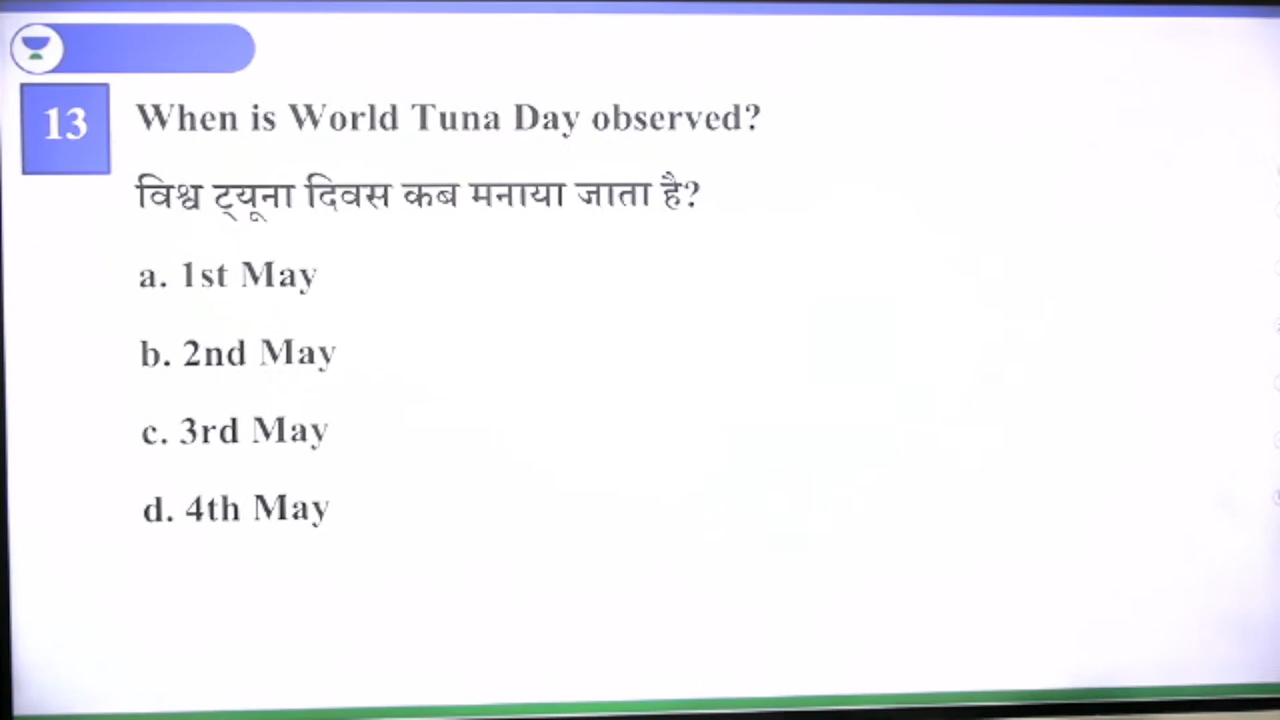 13
When is World Tuna Day observed?
विश्व ट्यूना दिवस कब मनाया जाता है?
a. 1st May
b. 2nd May
c. 3rd May
d. 4th May